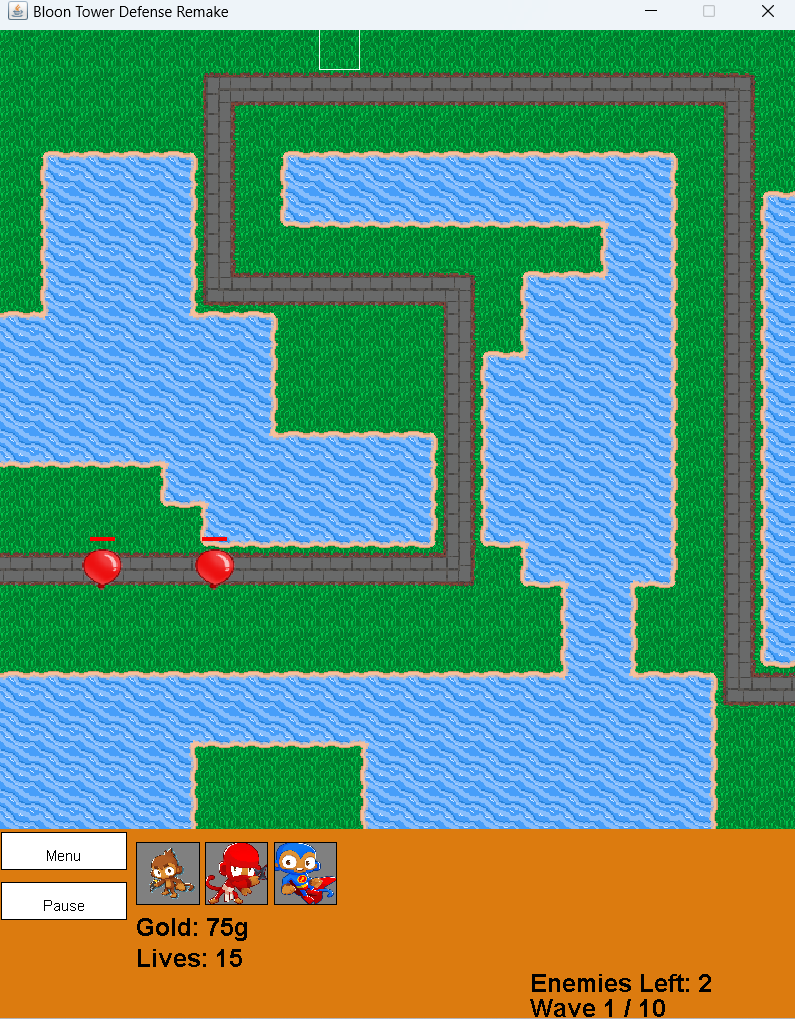 Bloon Tower Defense Remake
Menu
Pause
Gold: 75g
Lives: 15
Enemies Left: 2
Wave 1 / 10